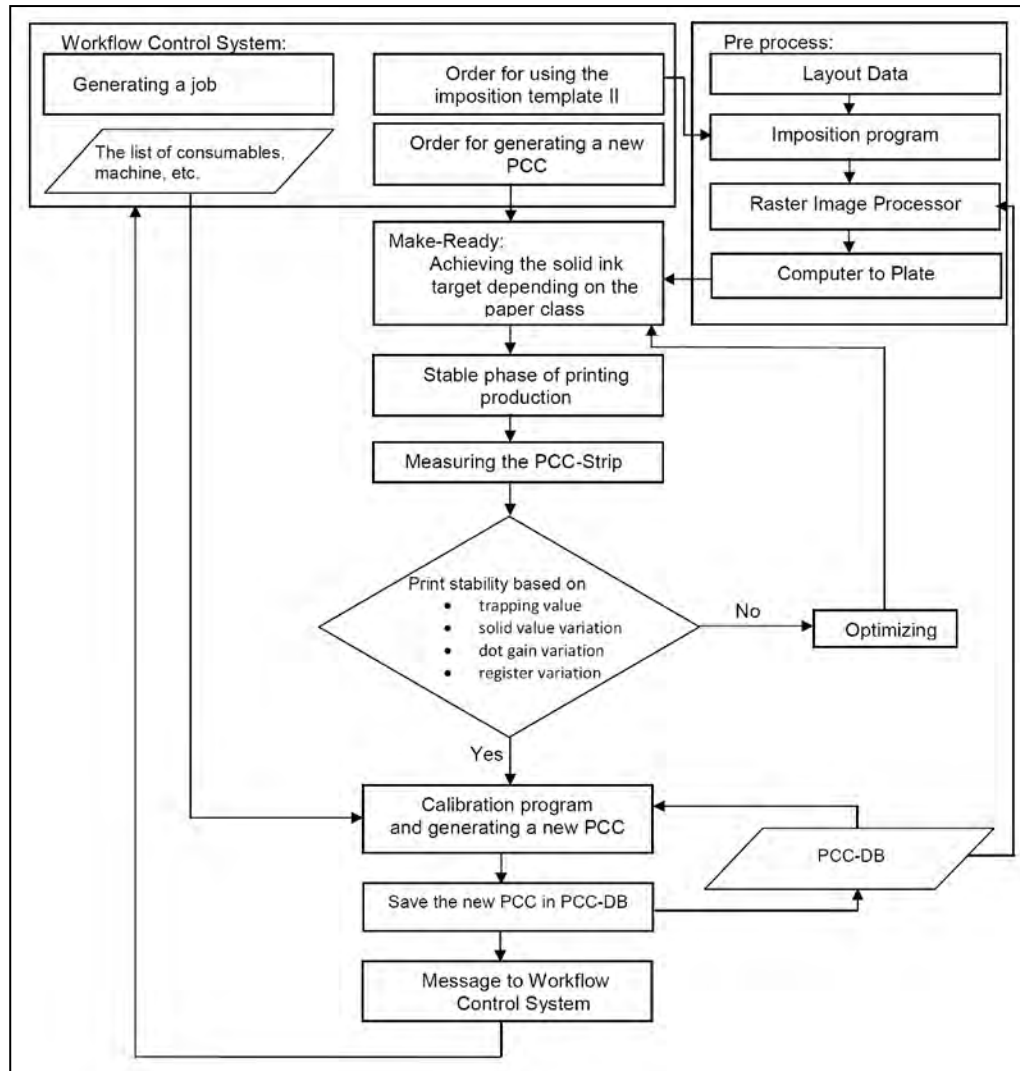 Workflow Control System:
Generating a job
The list of consumables,
machine, etc.
Order for using the
imposition template II
Order for generating a new
PCC
Pre process:
Layout Data
Imposition program
Raster Image Processor
Computer to Plate
Make-Ready:
Achieving the solid ink
target depending on the
paper class
Stable phase of printing
production
Measuring the PCC-Strip
Print stability based on
• trapping value
• solid value variation
• dot gain variation
• register variation
No
Optimizing
Yes
Calibration program
and generating a new PCC
PCC-DB
Save the new PCC in PCC-DB
Message to Workflow
Control System